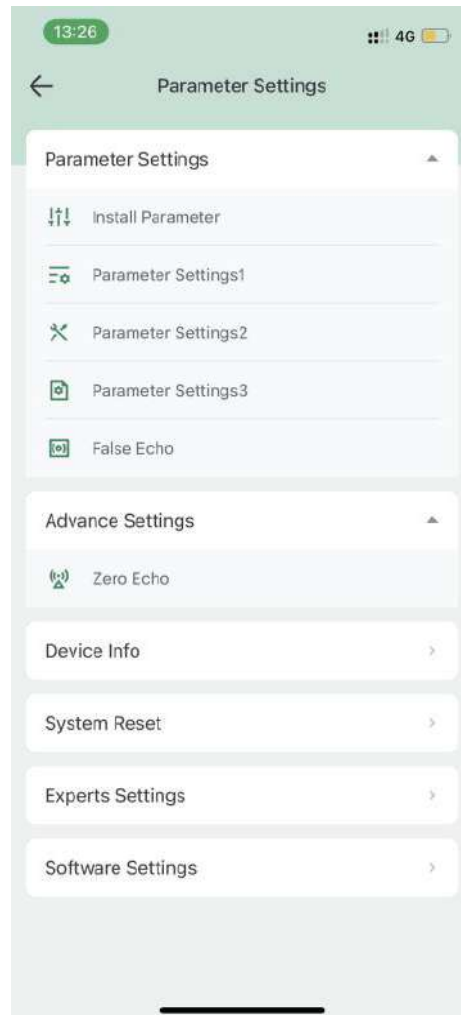 13:26
4G
Parameter Settings
Parameter Settings
Install Parameter
Parameter Settings1
Parameter Settings2
Parameter Settings3
False Echo
Advance Settings
Zero Echo
Device Info
System Reset
Experts Settings
Software Settings